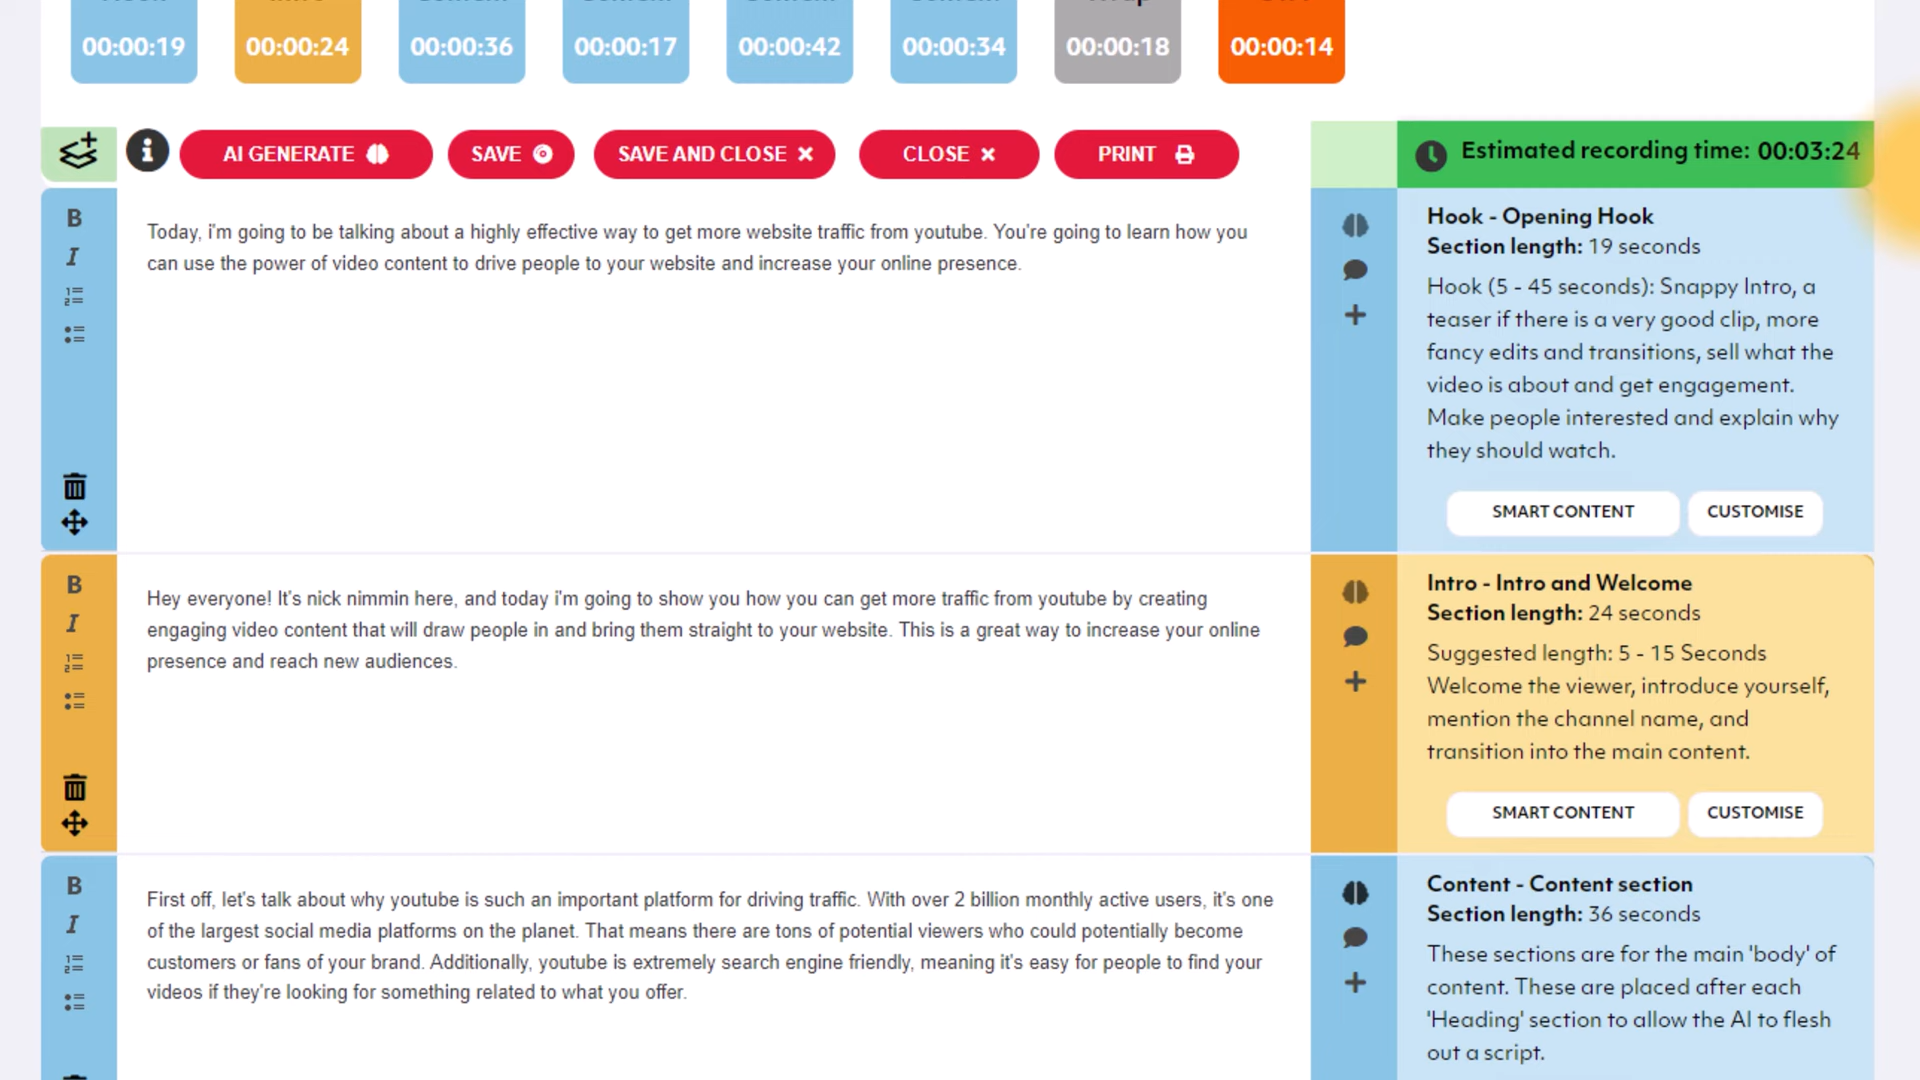 00:00:19 00:00:24 00:00:36 00:00:17 00:00:42 00:00:34 00:00:18 00:00:14
AI GENERATE SAVE SAVE AND CLOSE CLOSE PRINT
Estimated recording time: 00:03:24
Today, i'm going to be talking about a highly effective way to get more website traffic from youtube. You're going to learn how you
can use the power of video content to drive people to your website and increase your online presence.
Hook - Opening Hook
Section length: 19 seconds
Hook (5 - 45 seconds): Snappy Intro, a
teaser if there is a very good clip, more
fancy edits and transitions, sell what the
video is about and get engagement.
Make people interested and explain why
they should watch.
SMART CONTENT CUSTOMISE
Hey everyone! It's nick nimmin here, and today i'm going to show you how you can get more traffic from youtube by creating
engaging video content that will draw people in and bring them straight to your website. This is a great way to increase your online
presence and reach new audiences.
Intro - Intro and Welcome
Section length: 24 seconds
Suggested length: 5 - 15 Seconds
Welcome the viewer, introduce yourself,
mention the channel name, and
transition into the main content.
SMART CONTENT CUSTOMISE
First off, let's talk about why youtube is such an important platform for driving traffic. With over 2 billion monthly active users, it's one
of the largest social media platforms on the planet. That means there are tons of potential viewers who could potentially become
customers or fans of your brand. Additionally, youtube is extremely search engine friendly, meaning it's easy for people to find your
videos if they're looking for something related to what you offer.
Content - Content section
Section length: 36 seconds
These sections are for the main 'body' of
content. These are placed after each
'Heading' section to allow the AI to flesh
out a script.